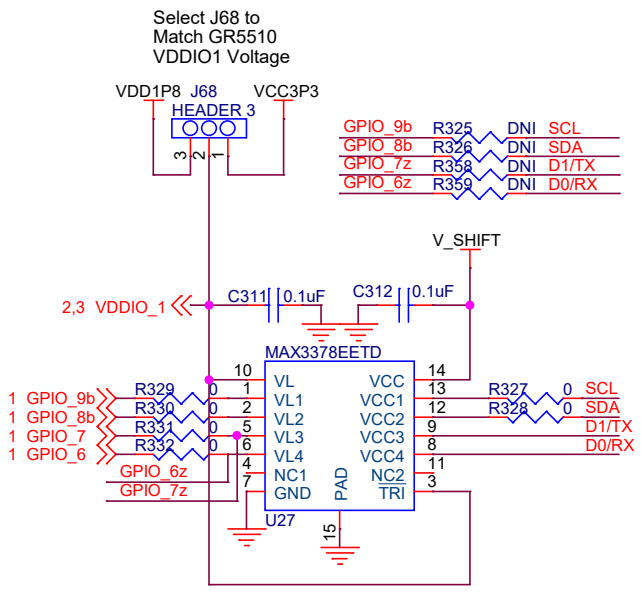 Select J68 to
Match GR5510
VDDIO1 Voltage
VDD1P8 J68 VCC3P3
HEADER 3
3 2 1
GPIO_9b R325 DNI SCL
GPIO_8b R326 DNI SDA
GPIO_7z R358 DNI D1/TX
GPIO_6z R359 DNI D0/RX
V_SHIFT
C311 0.1uF C312 0.1uF
2,3 VDDIO_1
MAX3378EETD
10 VL VCC 14
1 GPIO_9b R329 0 1 VL1 VCC1 13 R327 0 SCL
1 GPIO_8b R330 0 2 VL2 VCC2 12 R328 0 SDA
1 GPIO_7 R331 0 5 VL3 VCC3 9 D1/TX
1 GPIO_6 R332 0 6 VL4 VCC4 8 D0/RX
GPIO_6z 4 NC1 NC2 11
GPIO_7z 7 GND PAD TRI 3
U27
15